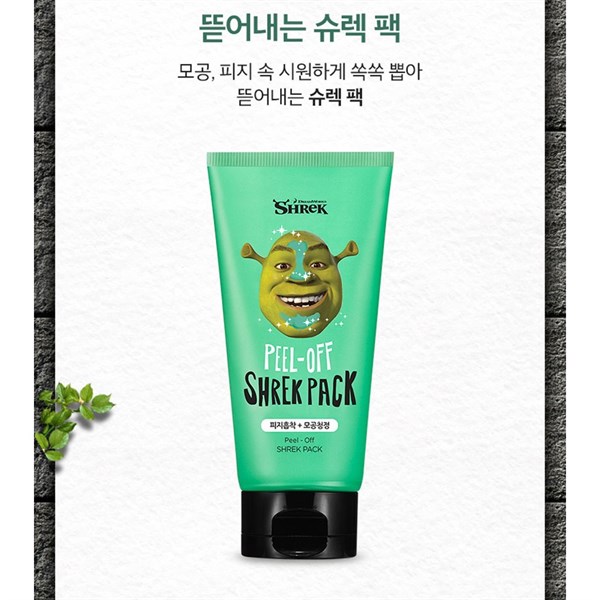 뜯어내는 슈렉 팩
모공, 피지 속 시원하게 쏙쏙 뽑아
뜯어내는 슈렉 팩
DREAMWORKS
SHREK
PEEL-OFF
SHREK PACK
피지흡착 + 모공청정
Peel - Off
SHREK PACK